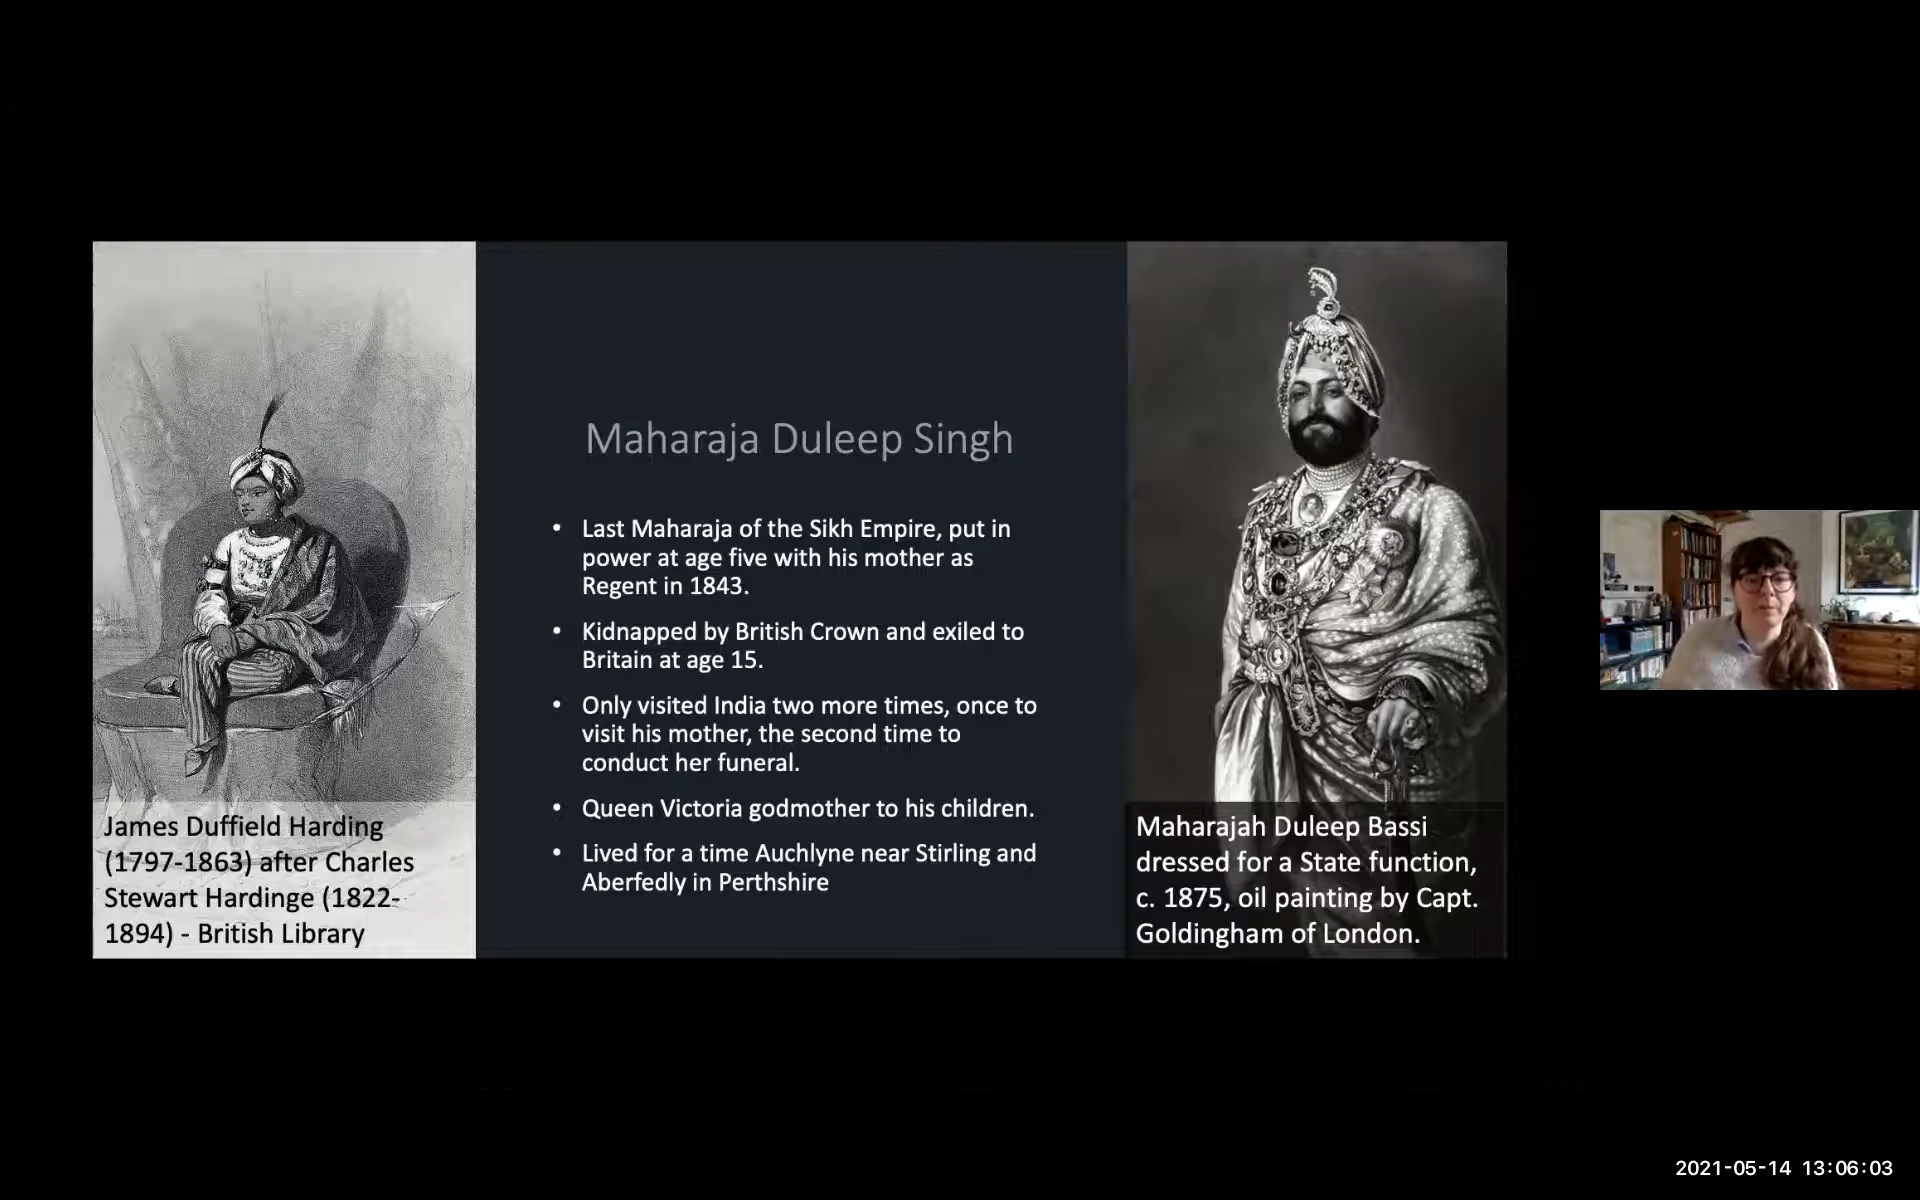 Maharaja Duleep Singh
• Last Maharaja of the Sikh Empire, put in
power at age five with his mother as
Regent in 1843.
• Kidnapped by British Crown and exiled to
Britain at age 15.
• Only visited India two more times, once to
visit his mother, the second time to
conduct her funeral.
• Queen Victoria godmother to his children.
• Lived for a time Auchlyne near Stirling and
Aberfedly in Perthshire
James Duffield Harding
(1797-1863) after Charles
Stewart Hardinge (1822-
1894) - British Library
Maharajah Duleep Bassi
dressed for a State function,
c. 1875, oil painting by Capt.
Goldingham of London.
2021-05-14 13:06:03